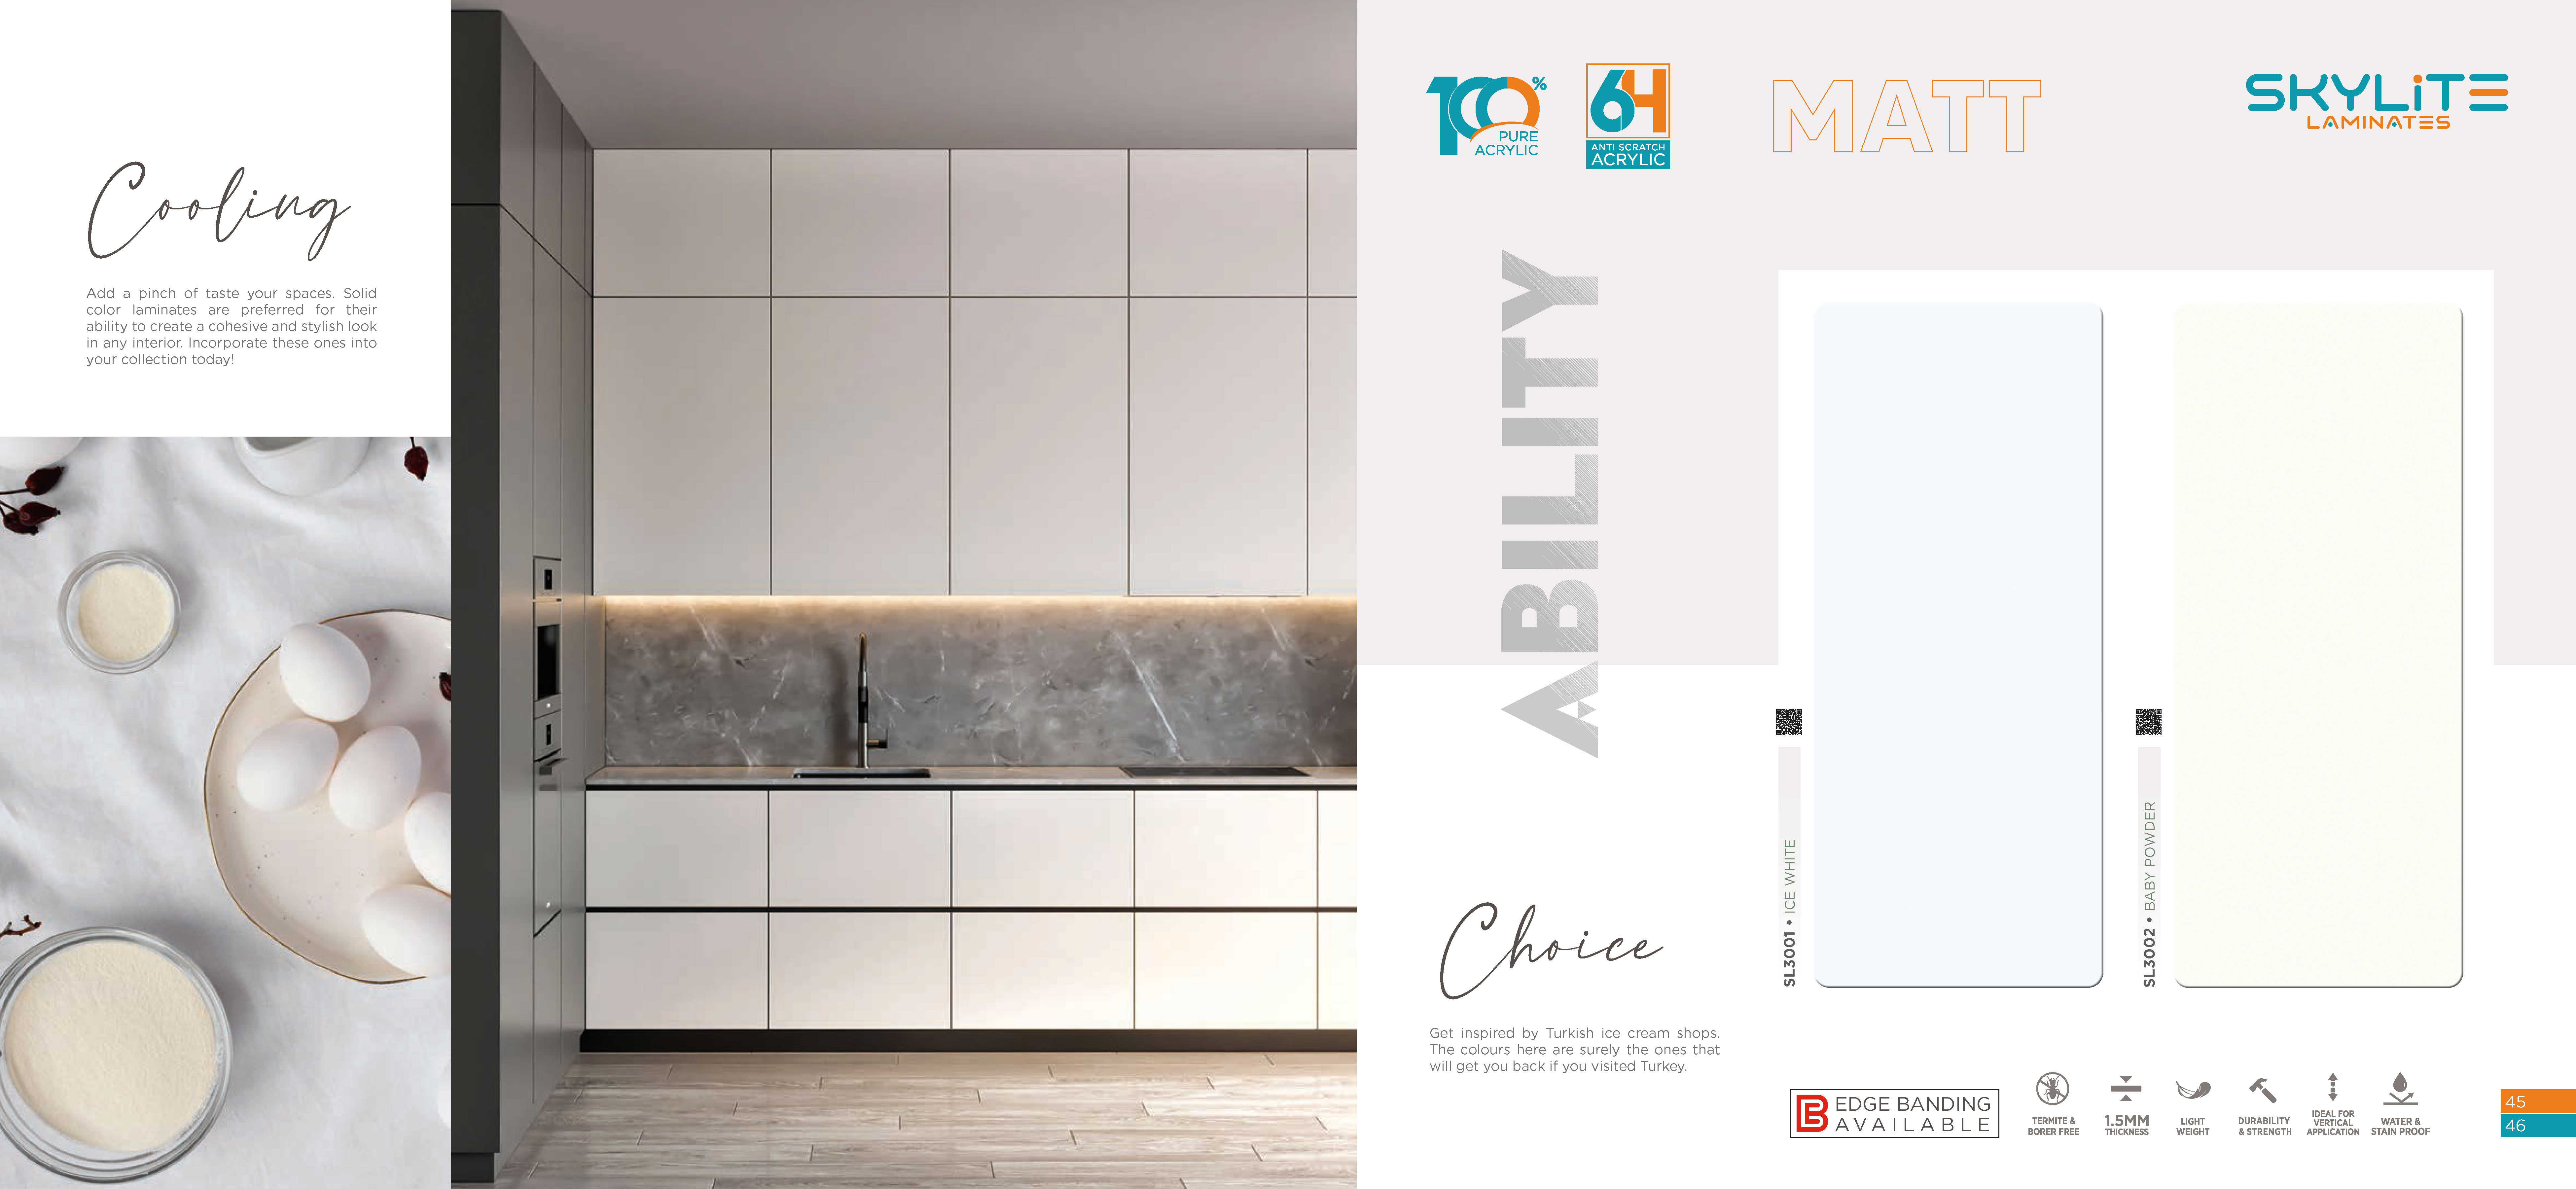 Cooling
Add a pinch of taste your spaces. Solid
color laminates are preferred for their
ability to create a cohesive and stylish look
in any interior. Incorporate these ones into
your collection today!
100%
PURE
ACRYLIC
6H
ANTI SCRATCH
ACRYLIC
MATT
SKYLiTE
LAMINATES
ABILITY
Choice
Get inspired by Turkish ice cream shops.
The colours here are surely the ones that
will get you back if you visited Turkey.
SL3001 • ICE WHITE
SL3002 • BABY POWDER
B EDGE BANDING
AVAILABLE
TERMITE &
BORER FREE
1.5MM
THICKNESS
LIGHT
WEIGHT
DURABILITY
& STRENGTH
IDEAL FOR
VERTICAL
APPLICATION
WATER &
STAIN PROOF
45
46